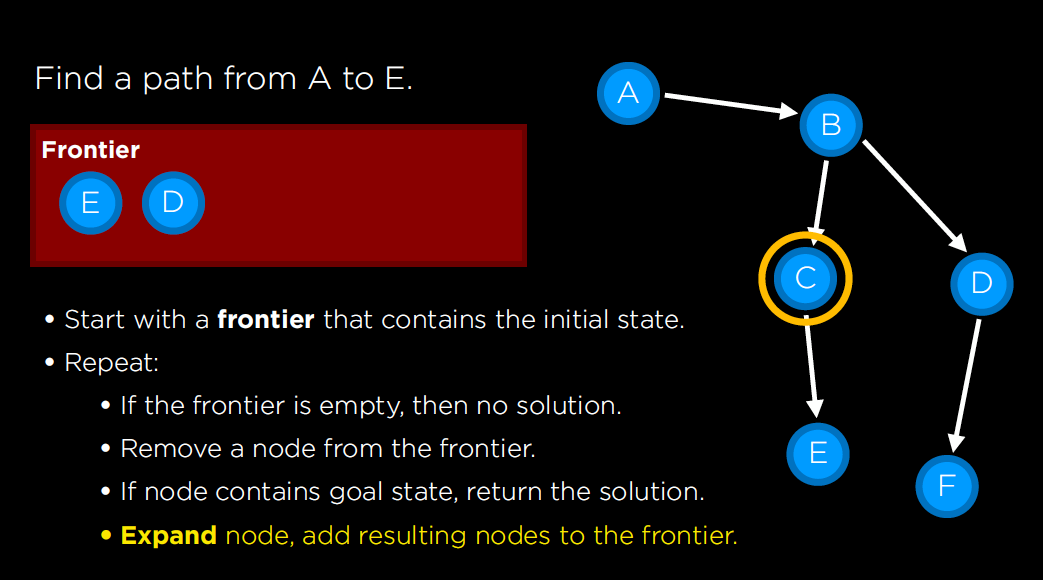 Find a path from A to E.
Frontier
E D
• Start with a frontier that contains the initial state.
• Repeat:
• If the frontier is empty, then no solution.
• Remove a node from the frontier.
• If node contains goal state, return the solution.
• Expand node, add resulting nodes to the frontier.
A
B
C
D
E
F